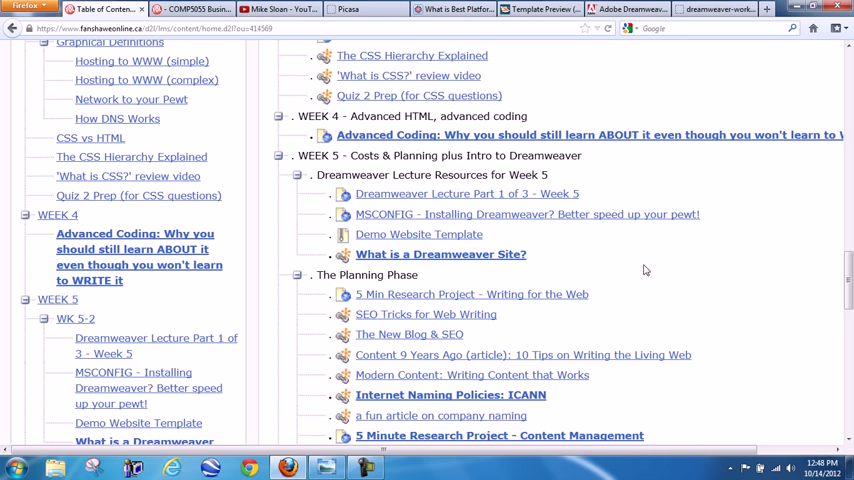 Firefox
Table of Conten...
- COMP5055 Busin...
Mike Sloan - YouT...
Picasa
What is Best Platfor...
Template Preview (...
Adobe Dreamweav...
dreamweaver-work...
https://www.fanshaweonline.ca/d2l/lms/content/home.d2l?ou=414569
Google
Graphical Definitions
Hosting to WWW (simple)
Hosting to WWW (complex)
Network to your Pewt
How DNS Works
CSS vs HTML
The CSS Hierarchy Explained
'What is CSS?' review video
Quiz 2 Prep (for CSS questions)
WEEK 4
Advanced Coding: Why you
should still learn ABOUT it
even though you won't learn
to WRITE it
WEEK 5
WK 5-2
Dreamweaver Lecture Part 1 of
3 - Week 5
MSCONFIG - Installing
Dreamweaver? Better speed
up your pewt!
Demo Website Template
What is a Dreamweaver
. The CSS Hierarchy Explained
. 'What is CSS?' review video
. Quiz 2 Prep (for CSS questions)
. WEEK 4 - Advanced HTML, advanced coding
. Advanced Coding: Why you should still learn ABOUT it even though you won't learn to W
. WEEK 5 - Costs & Planning plus Intro to Dreamweaver
. Dreamweaver Lecture Resources for Week 5
. Dreamweaver Lecture Part 1 of 3 - Week 5
. MSCONFIG - Installing Dreamweaver? Better speed up your pewt!
. Demo Website Template
. What is a Dreamweaver Site?
. The Planning Phase
. 5 Min Research Project - Writing for the Web
. SEO Tricks for Web Writing
. The New Blog & SEO
. Content 9 Years Ago (article): 10 Tips on Writing the Living Web
. Modern Content: Writing Content that Works
. Internet Naming Policies: ICANN
. a fun article on company naming
. 5 Minute Research Project - Content Management
12:48 PM
10/14/2012